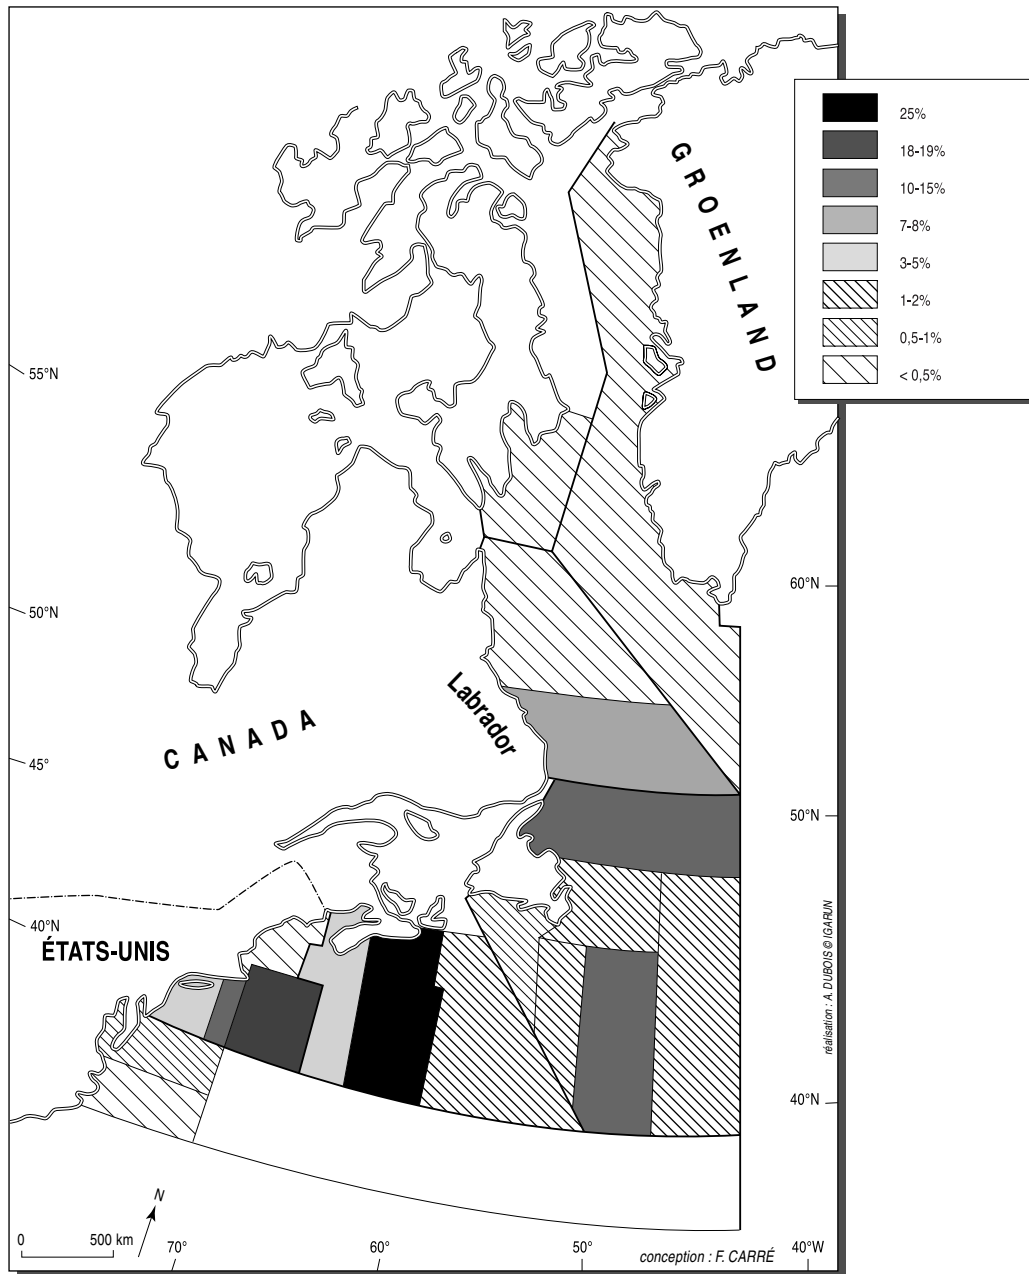 GROENLAND
25%
18-19%
10-15%
7-8%
3-5%
1-2%
0,5-1%
< 0,5%
55°N
60°N
50°N
Labrador
CANADA
45°
50°N
40°N
ÉTATS-UNIS
réalisation : A. DUBOIS © IGARUN
40°N
N
0 500 km
70°
60°
50°
40°W
conception : F. CARRÉ